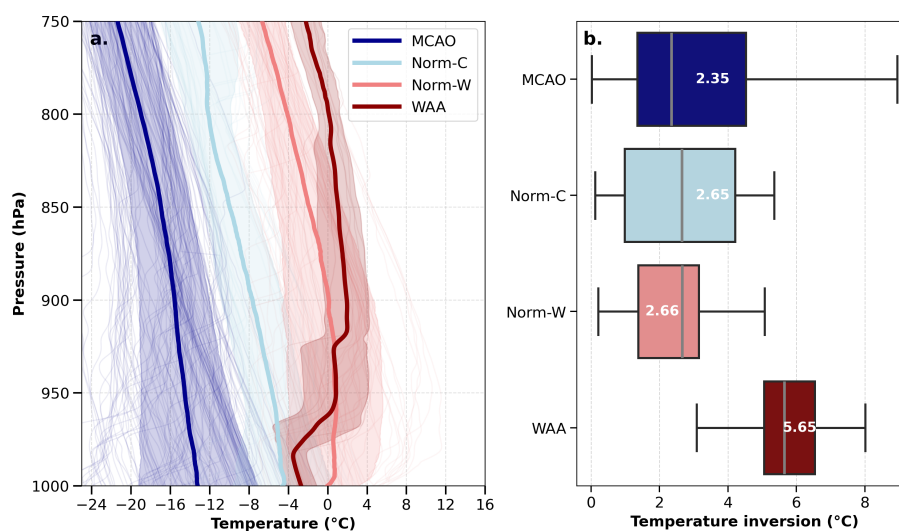 a.
MCAO
Norm-C
Norm-W
WAA
750
800
850
900
950
1000
Pressure (hPa)
−24 −20 −16 −12 −8 −4 0 4 8 12 16
Temperature (°C)
b.
MCAO
Norm-C
Norm-W
WAA
2.35
2.65
2.66
5.65
0 2 4 6 8
Temperature inversion (°C)